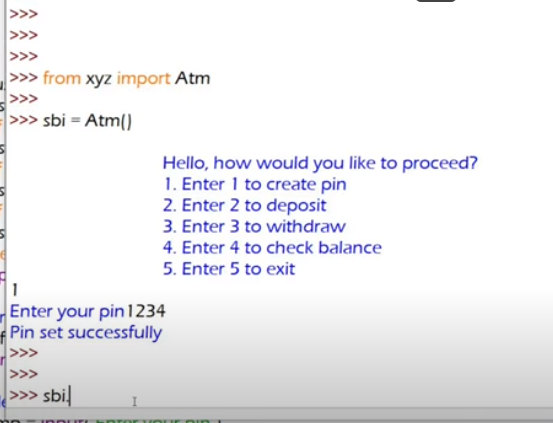 >>>
>>>
>>>
>>> from xyz import Atm
>>>
>>> sbi = Atm()
Hello, how would you like to proceed?
1. Enter 1 to create pin
2. Enter 2 to deposit
3. Enter 3 to withdraw
4. Enter 4 to check balance
5. Enter 5 to exit
1
Enter your pin1234
Pin set successfully
>>>
>>>
>>> sbi.